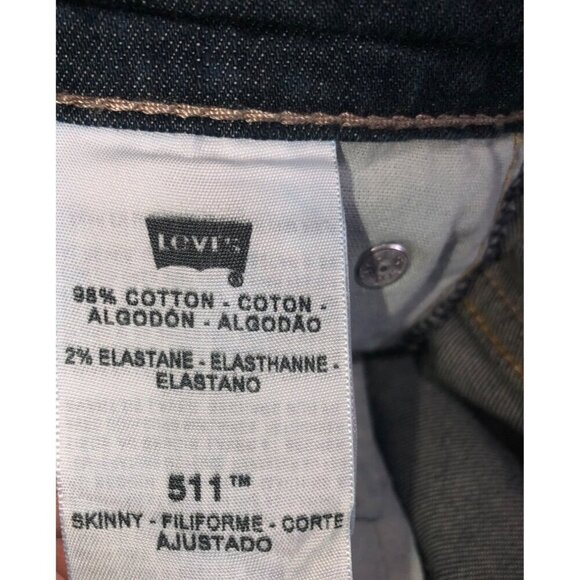 Levi's
®
98% COTTON - COTON -
ALGODÓN - ALGODÃO
2% ELASTANE - ELASTHANNE -
ELASTANO
511™
SKINNY - FILIFORME - CORTE
AJUSTADO